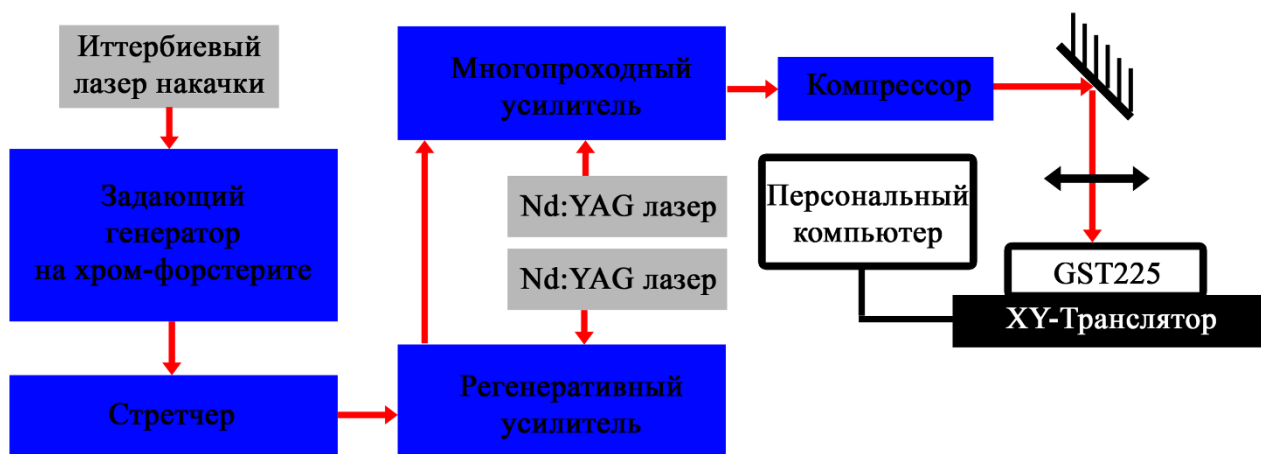 Иттербиевый
лазер накачки
Задающий
генератор
на хром-форстерите
Стретчер
Многопроходный
усилитель
Nd:YAG лазер
Nd:YAG лазер
Регенеративный
усилитель
Компрессор
Персональный
компьютер
GST225
XY-Транслятор